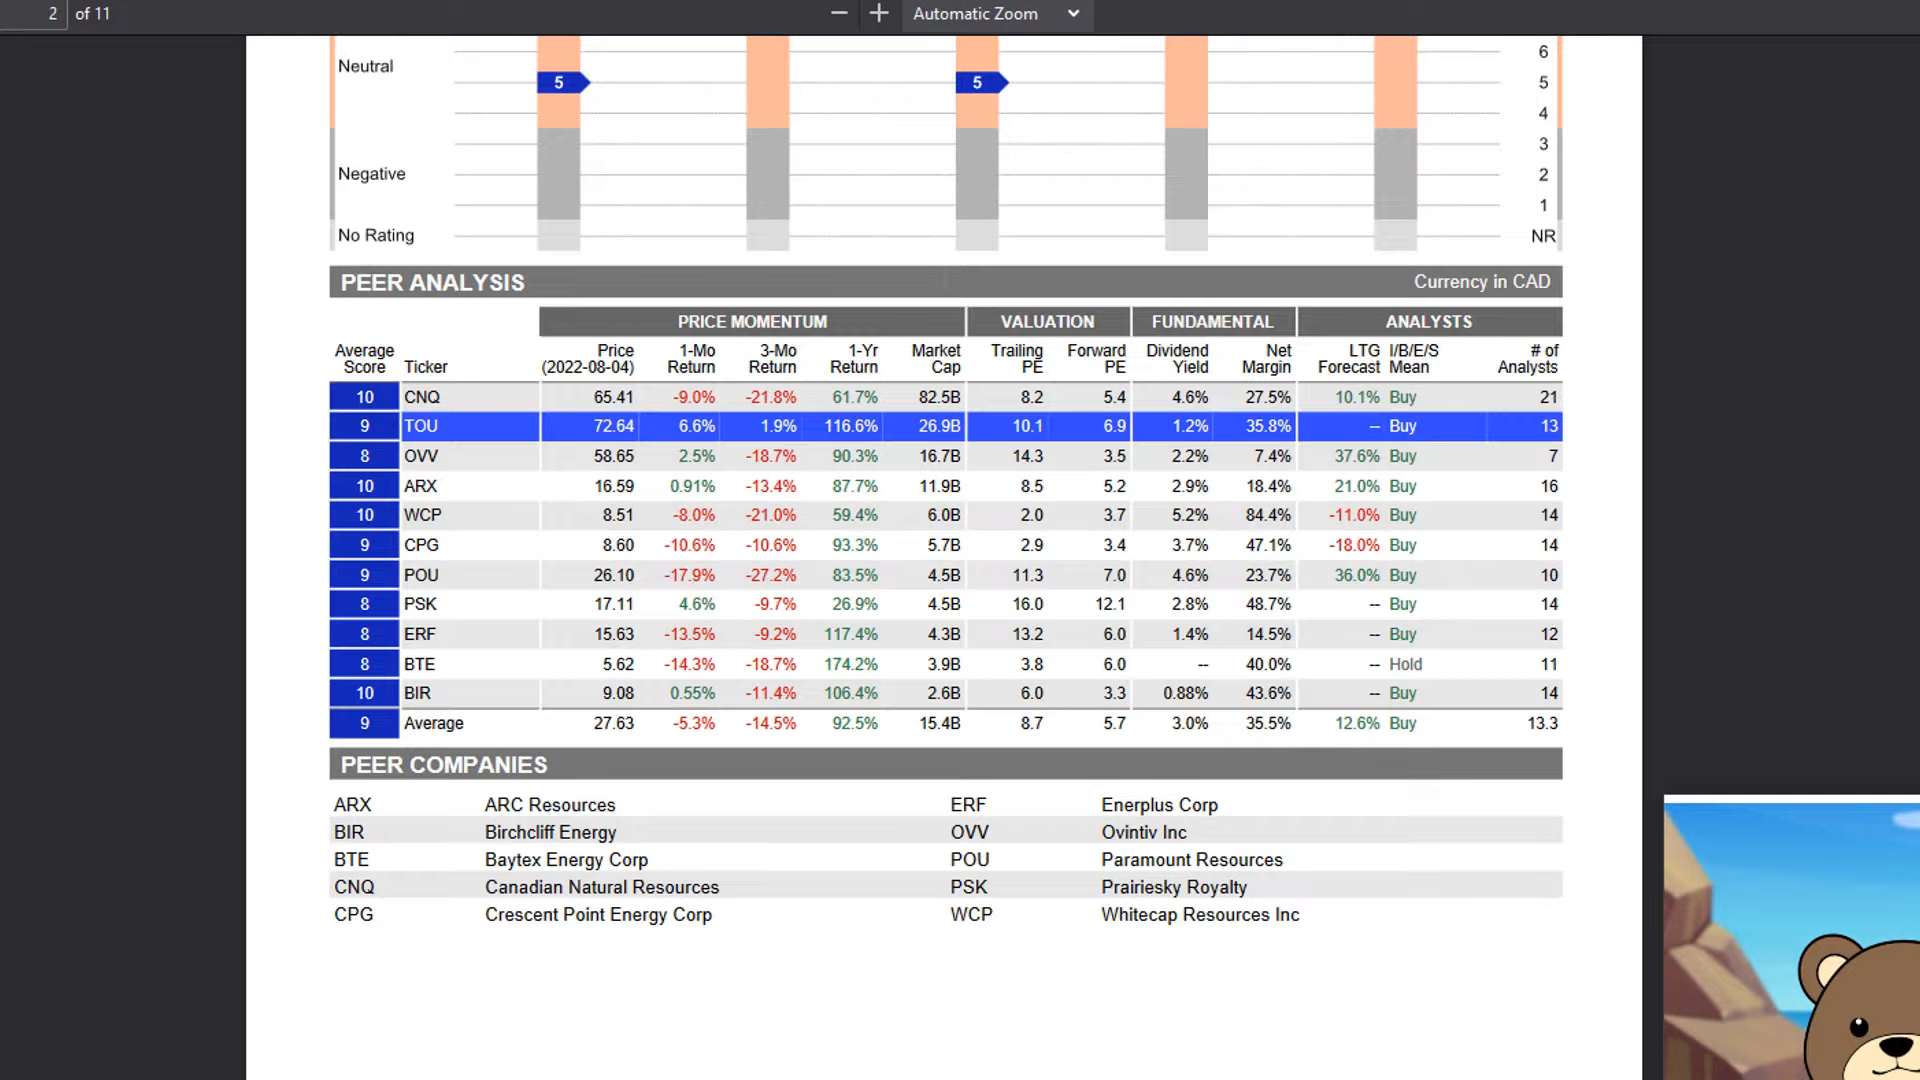 2 of 11 Automatic Zoom
Neutral
Negative
No Rating
5 5
6
5
4
3
2
1
NR
PEER ANALYSIS Currency in CAD
PRICE MOMENTUM VALUATION FUNDAMENTAL ANALYSTS
Average Price 1-Mo 3-Mo 1-Yr Market Trailing Forward Dividend Net LTG I/B/E/S # of
Score Ticker (2022-08-04) Return Return Return Cap PE PE Yield Margin Forecast Mean Analysts
10 CNQ 65.41 -9.0% -21.8% 61.7% 82.5B 8.2 5.4 4.6% 27.5% 10.1% Buy 21
9 TOU 72.64 6.6% 1.9% 116.6% 26.9B 10.1 6.9 1.2% 35.8% -- Buy 13
8 OVV 58.65 2.5% -18.7% 90.3% 16.7B 14.3 3.5 2.2% 7.4% 37.6% Buy 7
10 ARX 16.59 0.91% -13.4% 87.7% 11.9B 8.5 5.2 2.9% 18.4% 21.0% Buy 16
10 WCP 8.51 -8.0% -21.0% 59.4% 6.0B 2.0 3.7 5.2% 84.4% -11.0% Buy 14
9 CPG 8.60 -10.6% -10.6% 93.3% 5.7B 2.9 3.4 3.7% 47.1% -18.0% Buy 14
9 POU 26.10 -17.9% -27.2% 83.5% 4.5B 11.3 7.0 4.6% 23.7% 36.0% Buy 10
8 PSK 17.11 4.6% -9.7% 26.9% 4.5B 16.0 12.1 2.8% 48.7% -- Buy 14
8 ERF 15.63 -13.5% -9.2% 117.4% 4.3B 13.2 6.0 1.4% 14.5% -- Buy 12
8 BTE 5.62 -14.3% -18.7% 174.2% 3.9B 3.8 6.0 -- 40.0% -- Hold 11
10 BIR 9.08 0.55% -11.4% 106.4% 2.6B 6.0 3.3 0.88% 43.6% -- Buy 14
9 Average 27.63 -5.3% -14.5% 92.5% 15.4B 8.7 5.7 3.0% 35.5% 12.6% Buy 13.3
PEER COMPANIES
ARX ARC Resources ERF Enerplus Corp
BIR Birchcliff Energy OVV Ovintiv Inc
BTE Baytex Energy Corp POU Paramount Resources
CNQ Canadian Natural Resources PSK Prairiesky Royalty
CPG Crescent Point Energy Corp WCP Whitecap Resources Inc